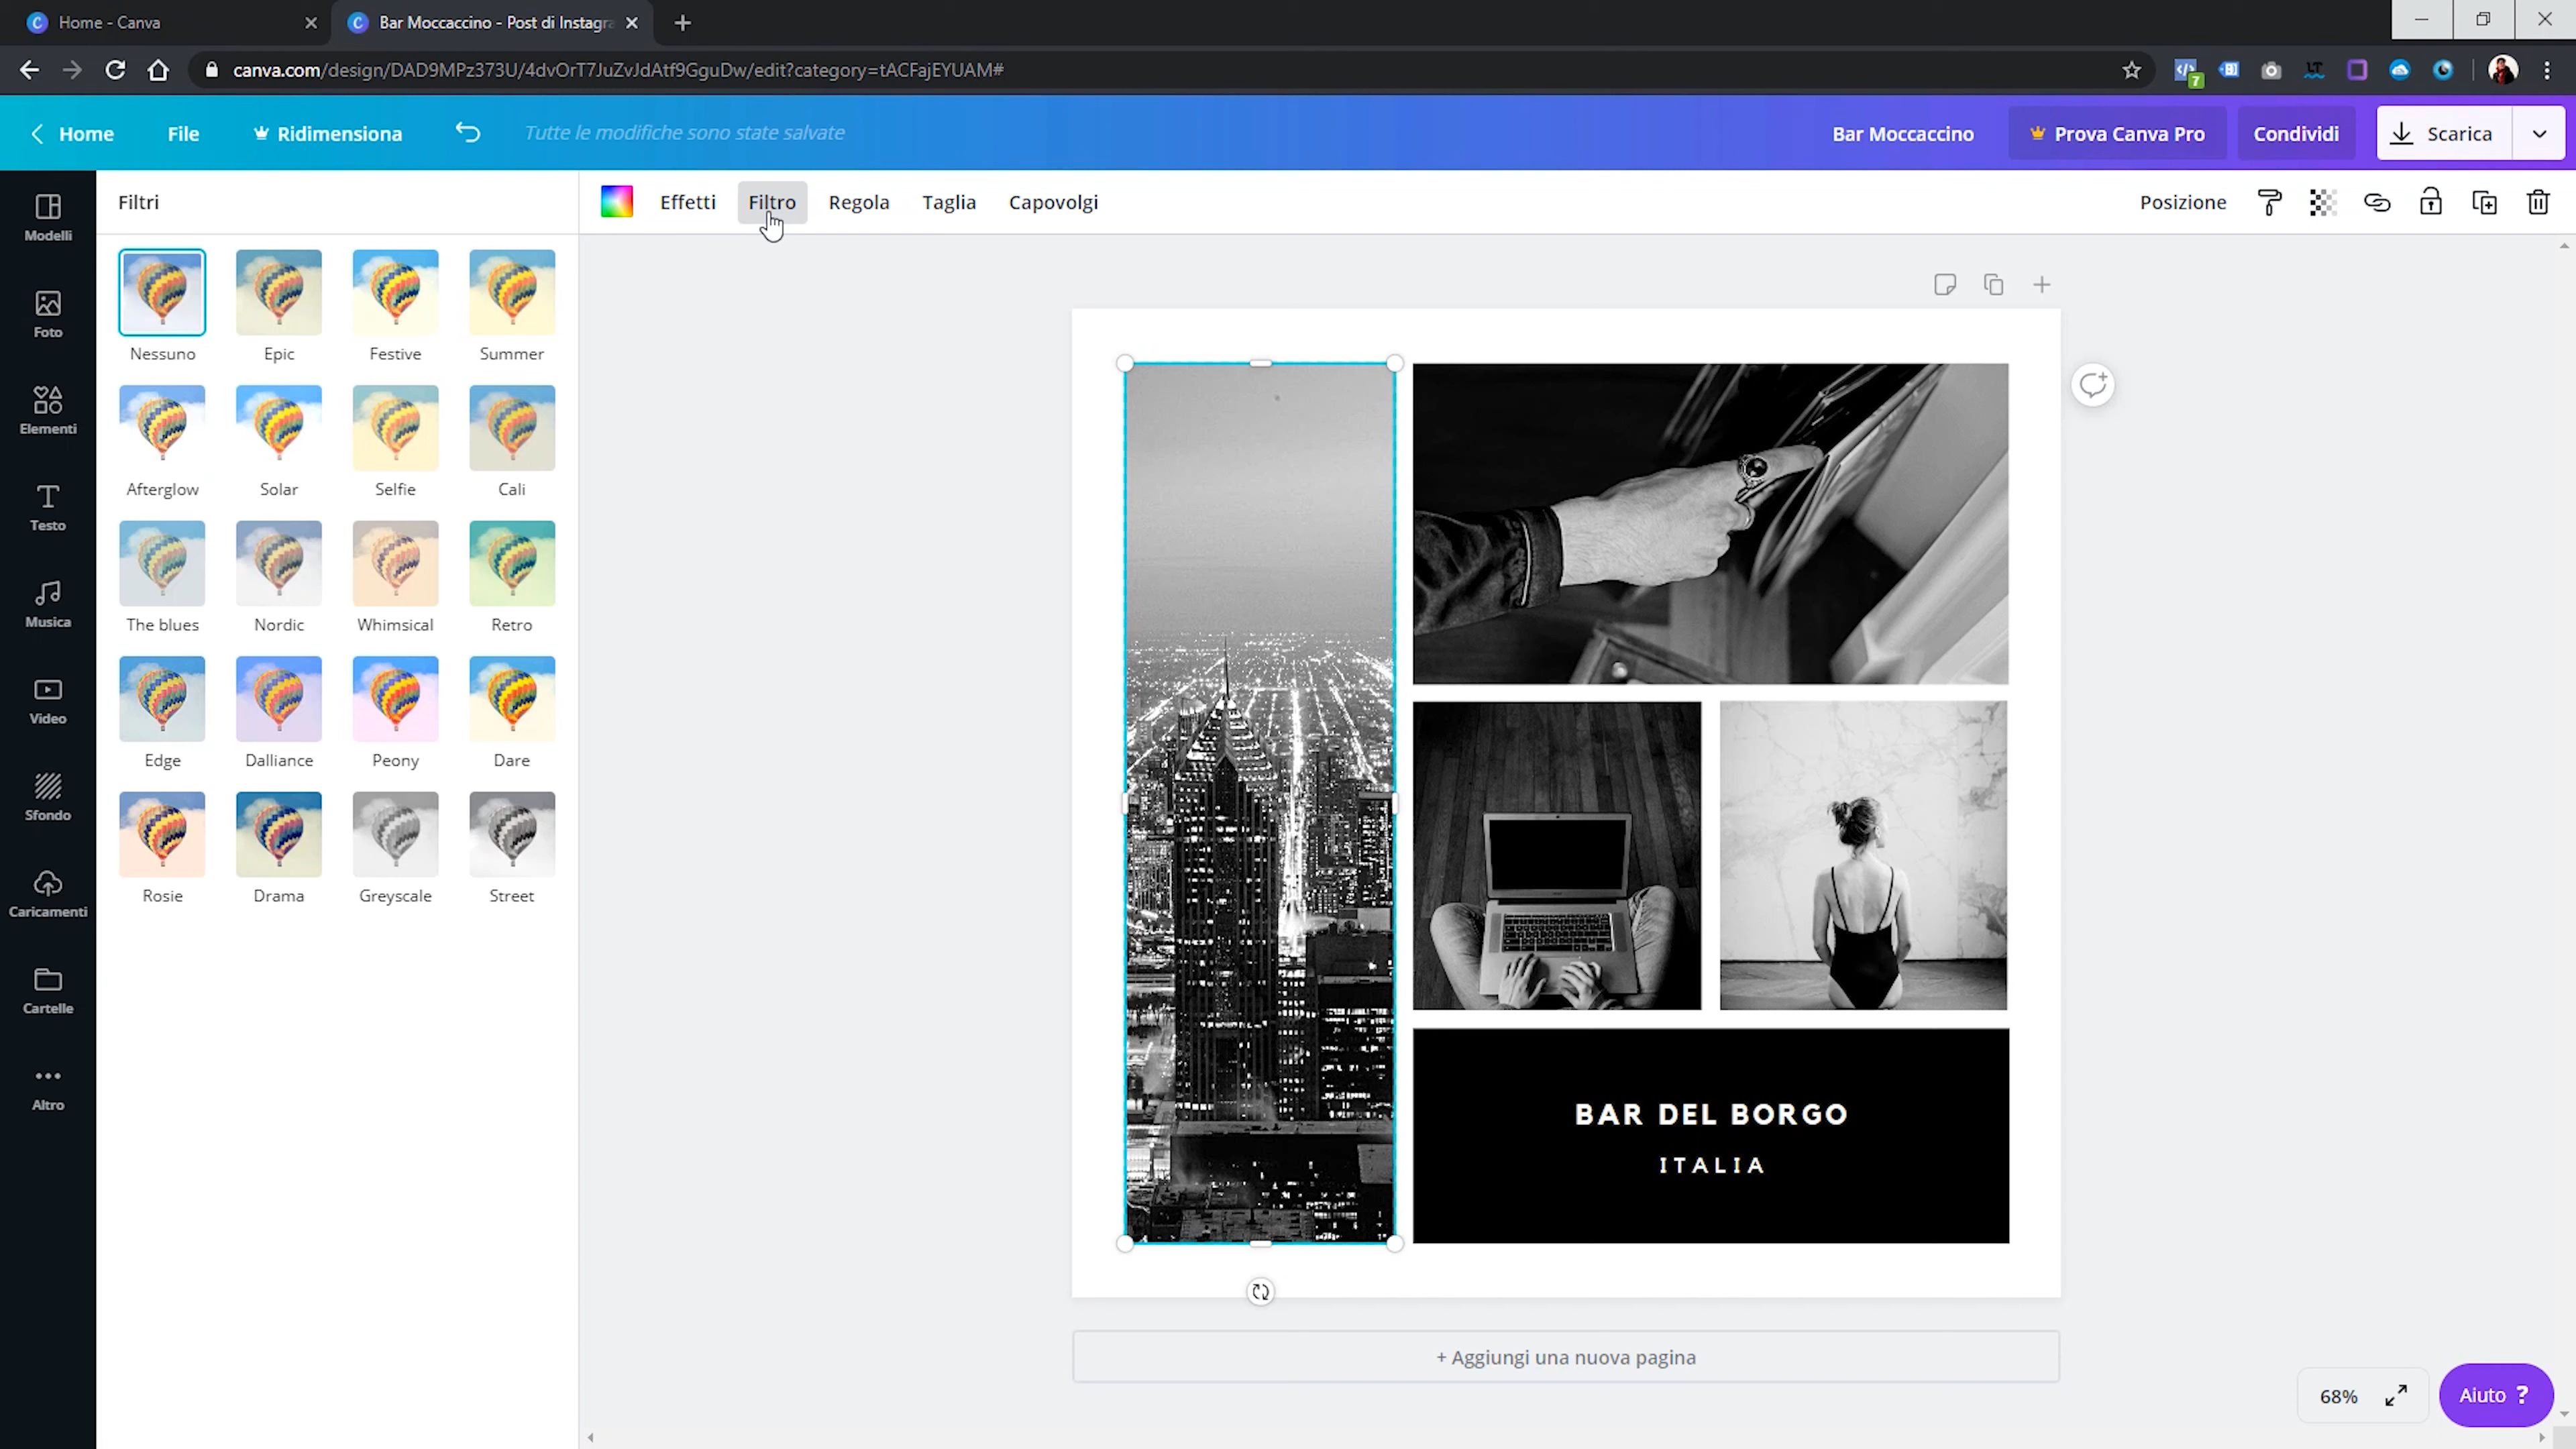 Home - Canva
Bar Moccaccino - Post di Instagra
canva.com/design/DAD9MPz373U/4dvOrT7JuZvJdAtf9GguDw/edit?category=tACFajEYUAM#
7
Home
File
Ridimensiona
Tutte le modifiche sono state salvate
Bar Moccaccino
Prova Canva Pro
Condividi
Scarica
Filtri
Effetti
Filtro
Regola
Taglia
Capovolgi
Posizione
Modelli
Foto
Elementi
Testo
Musica
Video
Sfondo
Caricamenti
Cartelle
Altro
Nessuno
Epic
Festive
Summer
Afterglow
Solar
Selfie
Cali
The blues
Nordic
Whimsical
Retro
Edge
Dalliance
Peony
Dare
Rosie
Drama
Greyscale
Street
BAR DEL BORGO
ITALIA
+ Aggiungi una nuova pagina
68%
Aiuto ?